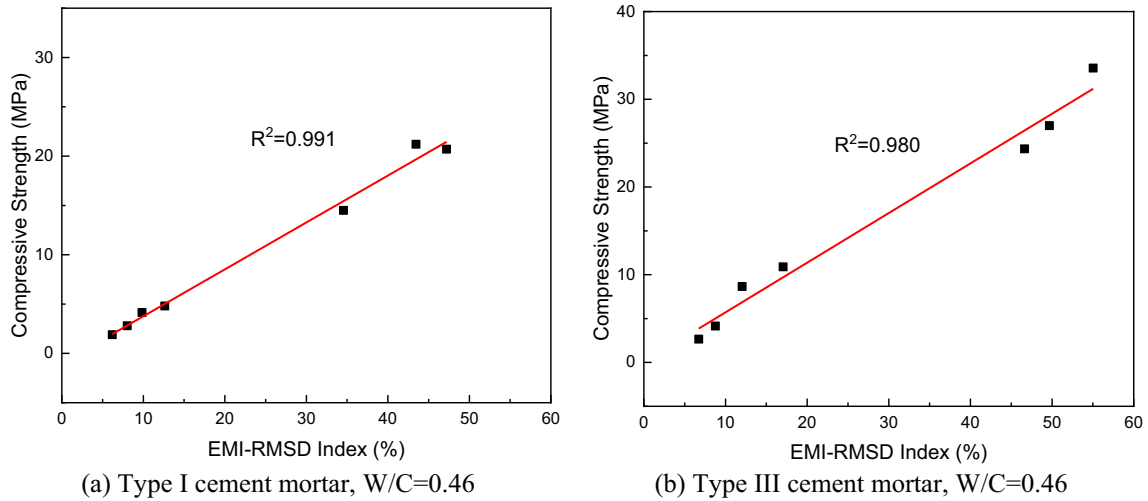 Compressive Strength (MPa)
30
20
10
0
R²=0.991
0 10 20 30 40 50 60
EMI-RMSD Index (%)
(a) Type I cement mortar, W/C=0.46
Compressive Strength (MPa)
40
30
20
10
0
R²=0.980
0 10 20 30 40 50 60
EMI-RMSD Index (%)
(b) Type III cement mortar, W/C=0.46